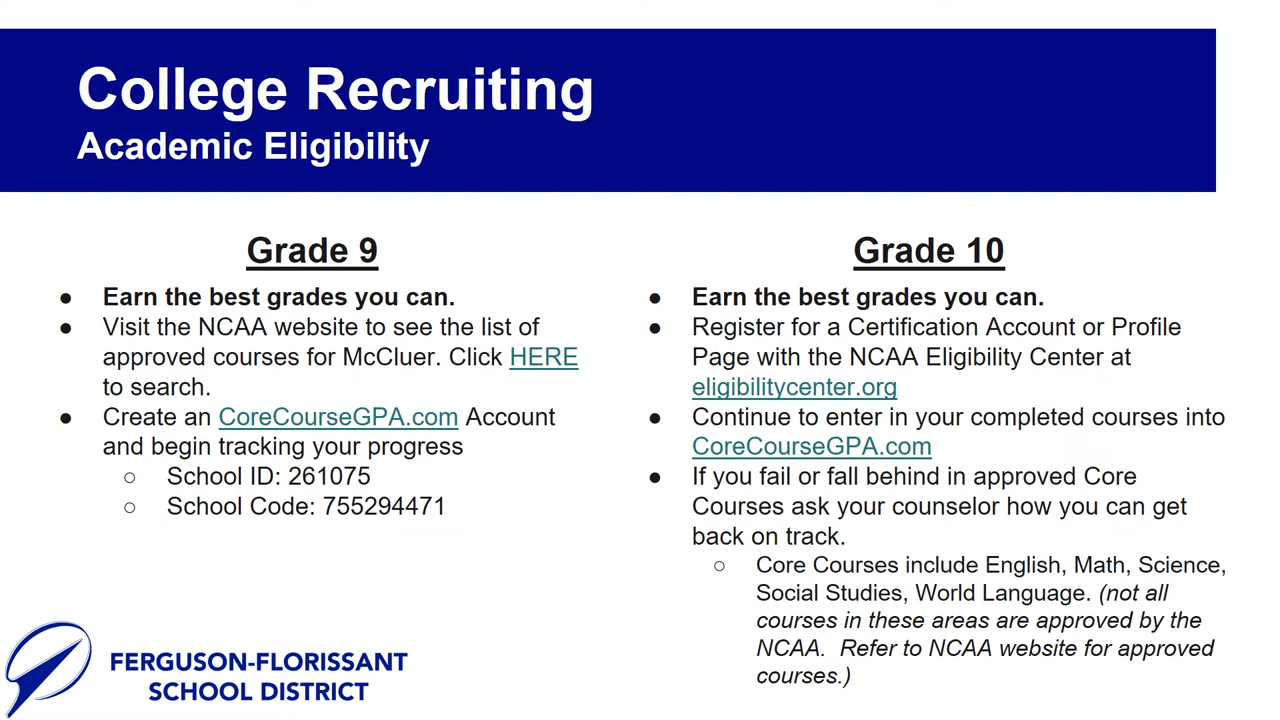 College Recruiting
Academic Eligibility
Grade 9
● Earn the best grades you can.
● Visit the NCAA website to see the list of
approved courses for McCluer. Click HERE
to search.
● Create an CoreCourseGPA.com Account
and begin tracking your progress
○ School ID: 261075
○ School Code: 755294471
Grade 10
● Earn the best grades you can.
● Register for a Certification Account or Profile
Page with the NCAA Eligibility Center at
eligibilitycenter.org
● Continue to enter in your completed courses into
CoreCourseGPA.com
● If you fail or fall behind in approved Core
Courses ask your counselor how you can get
back on track.
○ Core Courses include English, Math, Science,
Social Studies, World Language. (not all
courses in these areas are approved by the
NCAA.  Refer to NCAA website for approved
courses.)
FERGUSON-FLORISSANT
SCHOOL DISTRICT